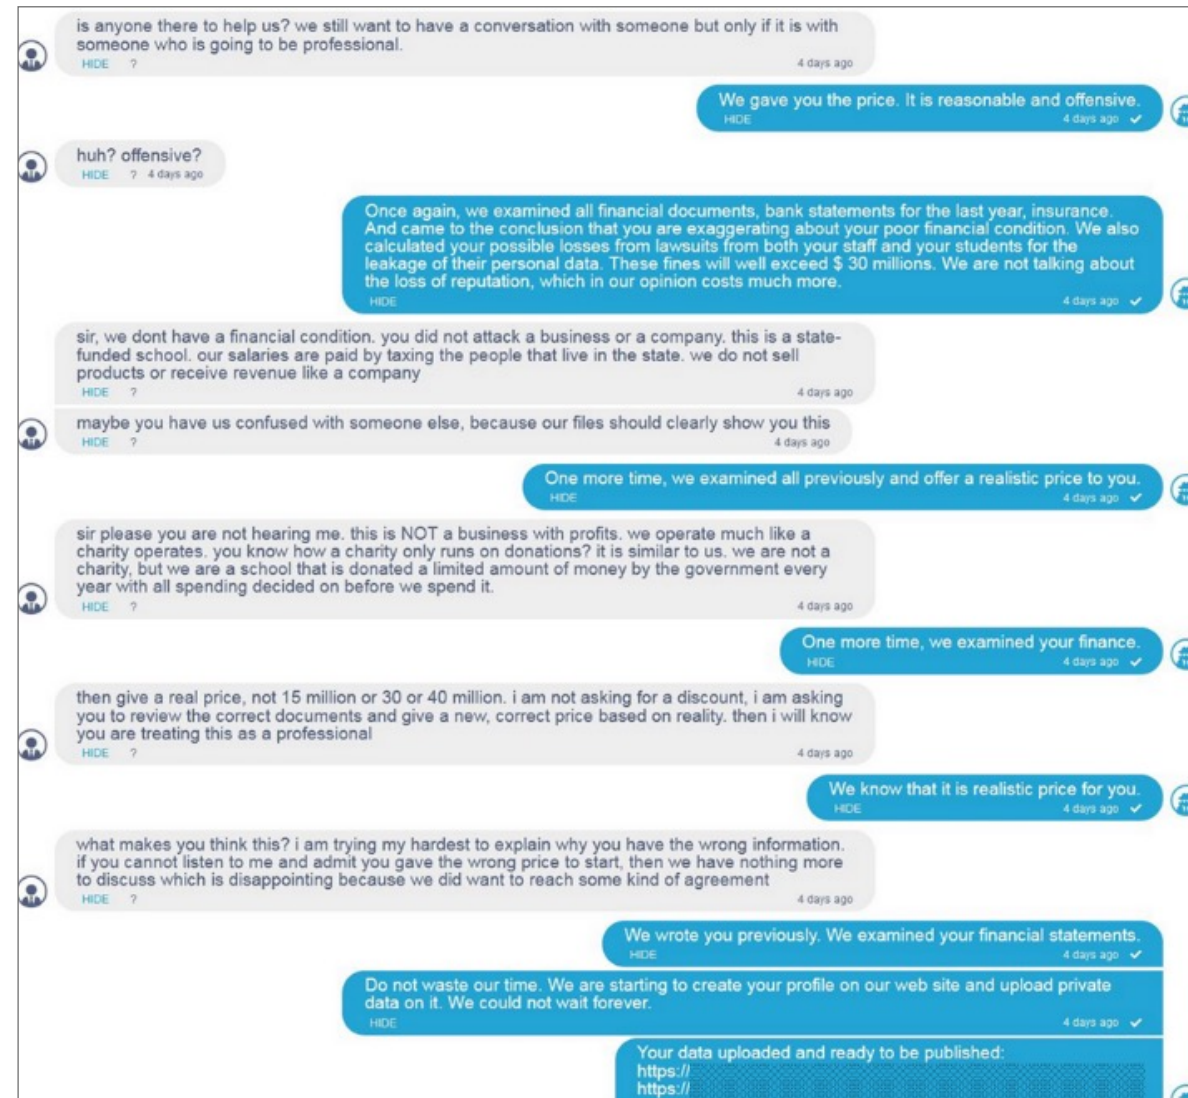 is anyone there to help us? we still want to have a conversation with someone but only if it is with
someone who is going to be professional.
HIDE ? 4 days ago
We gave you the price. It is reasonable and offensive.
HIDE 4 days ago
huh? offensive?
HIDE ? 4 days ago
Once again, we examined all financial documents, bank statements for the last year, insurance.
And came to the conclusion that you are exaggerating about your poor financial condition. We also
calculated your possible losses from lawsuits from both your staff and your students for the
leakage of their personal data. These fines will well exceed $ 30 millions. We are not talking about
the loss of reputation, which in our opinion costs much more.
HIDE 4 days ago
sir, we dont have a financial condition. you did not attack a business or a company. this is a state-
funded school. our salaries are paid by taxing the people that live in the state. we do not sell
products or receive revenue like a company
HIDE ? 4 days ago
maybe you have us confused with someone else, because our files should clearly show you this
HIDE ? 4 days ago
One more time, we examined all previously and offer a realistic price to you.
HIDE 4 days ago
sir please you are not hearing me. this is NOT a business with profits. we operate much like a
charity operates. you know how a charity only runs on donations? it is similar to us. we are not a
charity, but we are a school that is donated a limited amount of money by the government every
year with all spending decided on before we spend it.
HIDE ? 4 days ago
One more time, we examined your finance.
HIDE 4 days ago
then give a real price, not 15 million or 30 or 40 million. i am not asking for a discount, i am asking
you to review the correct documents and give a new, correct price based on reality. then i will know
you are treating this as a professional
HIDE ? 4 days ago
We know that it is realistic price for you.
HIDE 4 days ago
what makes you think this? i am trying my hardest to explain why you have the wrong information.
if you cannot listen to me and admit you gave the wrong price to start, then we have nothing more
to discuss which is disappointing because we did want to reach some kind of agreement
HIDE ? 4 days ago
We wrote you previously. We examined your financial statements.
HIDE 4 days ago
Do not waste our time. We are starting to create your profile on our web site and upload private
data on it. We could not wait forever.
HIDE 4 days ago
Your data uploaded and ready to be published:
https://
https://